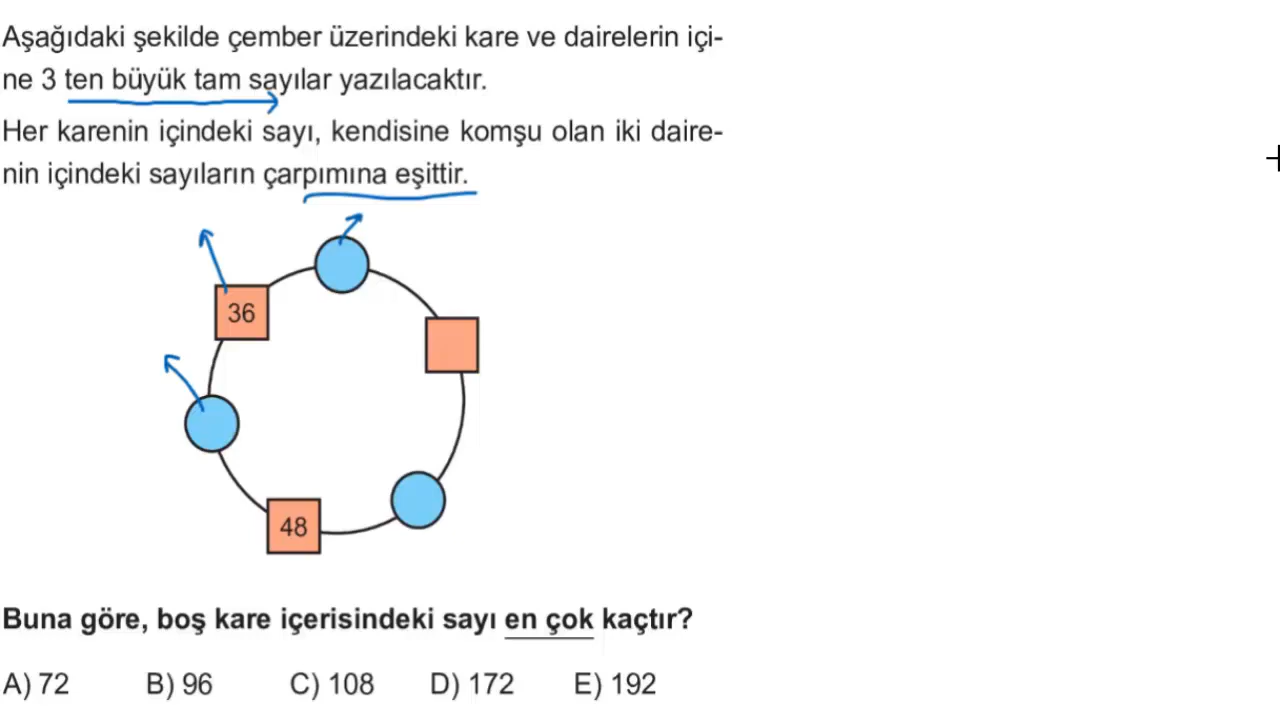 Aşağıdaki şekilde çember üzerindeki kare ve dairelerin içi-
ne 3 ten büyük tam sayılar yazılacaktır.
Her karenin içindeki sayı, kendisine komşu olan iki daire-
nin içindeki sayıların çarpımına eşittir.
36
48
Buna göre, boş kare içerisindeki sayı en çok kaçtır?
A) 72 B) 96 C) 108 D) 172 E) 192